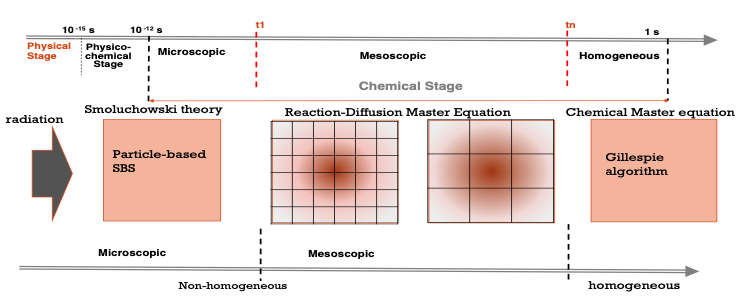 10 -15 s
10 -12 s
t1
tn
1 s
Physical
Stage
Physico-
chemical
Stage
Microscopic
Mesoscopic
Homogeneous
Chemical Stage
Smoluchowski theory
Reaction-Diffusion Master Equation
Chemical Master equation
radiation
Particle-based
SBS
Gillespie
algorithm
Microscopic
Mesoscopic
Non-homogeneous
homogeneous